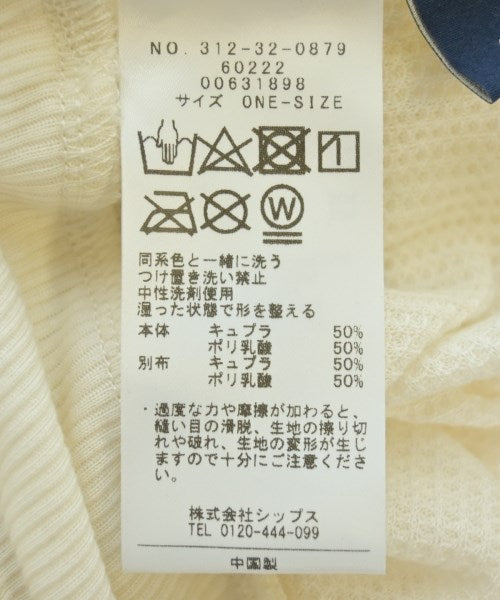 NO. 312-32-0879
60222
00631898
サイズ ONE-SIZE
W
同系色と一緒に洗う
つけ置き洗い禁止
中性洗剤使用
湿った状態で形を整える
本体 キュプラ 50%
ポリ乳酸 50%
別布 キュプラ 50%
ポリ乳酸 50%
・過度な力や摩擦が加わると、
縫い目の滑脱、生地の擦り切
れや破れ、生地の変形が生じ
ますので十分にご注意くださ
い。
株式会社シップス
TEL 0120-444-099
中国製